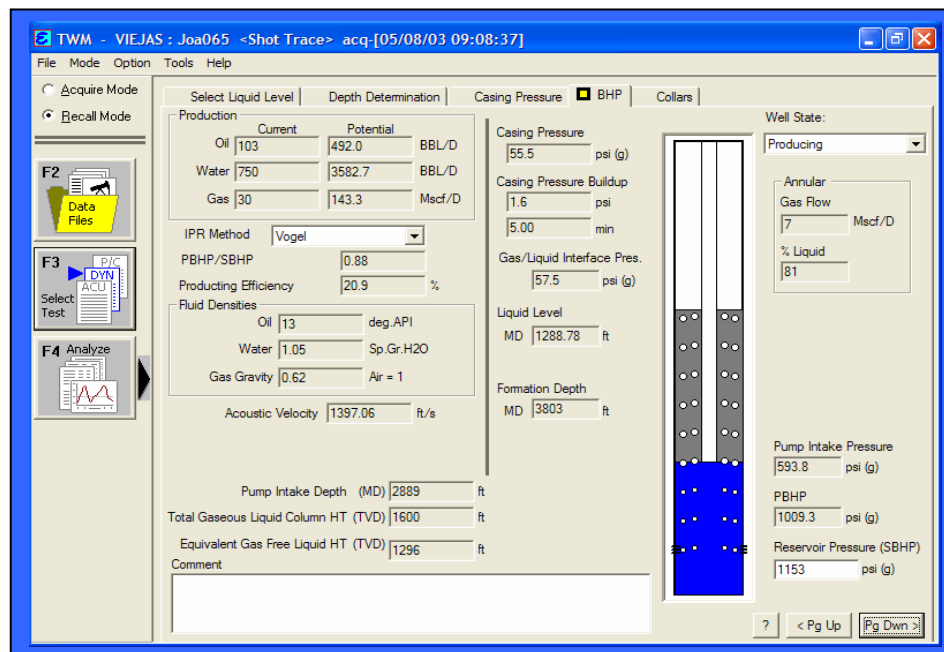 TWM - VIEJAS : Joa065 <Shot Trace> acq-[05/08/03 09:08:37]
File Mode Option Tools Help
Acquire Mode
Recall Mode
F2
Data
Files
F3
P/C
DYN
ACU
Select
Test
F4 Analyze
Select Liquid Level
Depth Determination
Casing Pressure
BHP
Collars
Production
Current Potential
Oil 103 492.0 BBL/D
Water 750 3582.7 BBL/D
Gas 30 143.3 Mscf/D
IPR Method Vogel
PBHP/SBHP 0.88
Producting Efficiency 20.9 %
Fluid Densities
Oil 13 deg.API
Water 1.05 Sp.Gr.H2O
Gas Gravity 0.62 Air = 1
Acoustic Velocity 1397.06 ft/s
Pump Intake Depth (MD) 2889 ft
Total Gaseous Liquid Column HT (TVD) 1600 ft
Equivalent Gas Free Liquid HT (TVD) 1296 ft
Comment
Casing Pressure
55.5 psi (g)
Casing Pressure Buildup
1.6 psi
5.00 min
Gas/Liquid Interface Pres.
57.5 psi (g)
Liquid Level
MD 1288.78 ft
Formation Depth
MD 3803 ft
Well State:
Producing
Annular
Gas Flow
7 Mscf/D
% Liquid
81
Pump Intake Pressure
593.8 psi (g)
PBHP
1009.3 psi (g)
Reservoir Pressure (SBHP)
1153 psi (g)
? < Pg Up Pg Dwn >